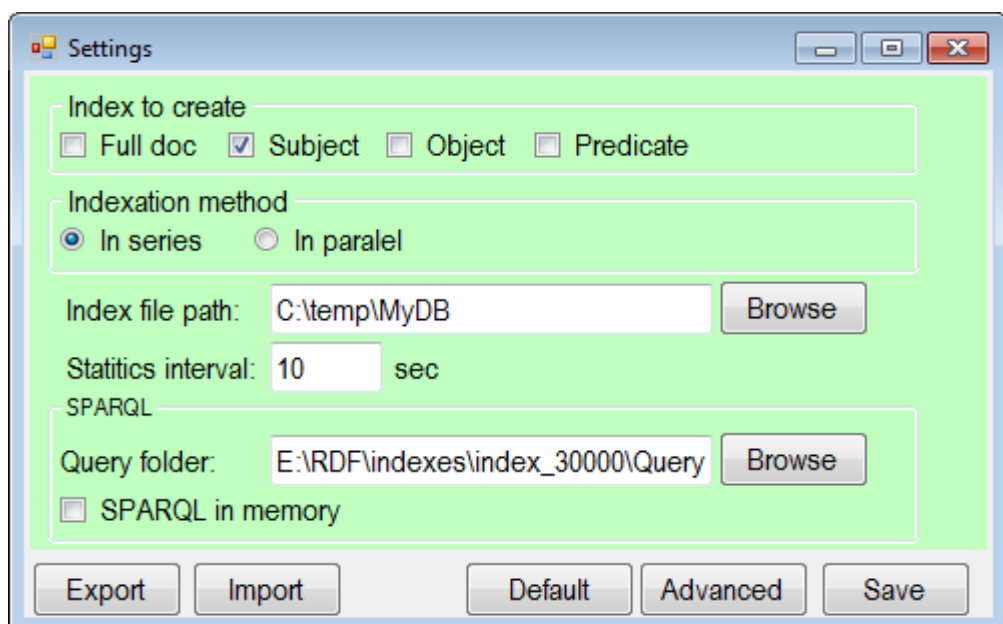 Settings
Index to create
Full doc Subject Object Predicate
Indexation method
In series In paralel
Index file path: C:\temp\MyDB Browse
Statitics interval: 10 sec
SPARQL
Query folder: E:\RDF\indexes\index_30000\Query Browse
SPARQL in memory
Export Import Default Advanced Save